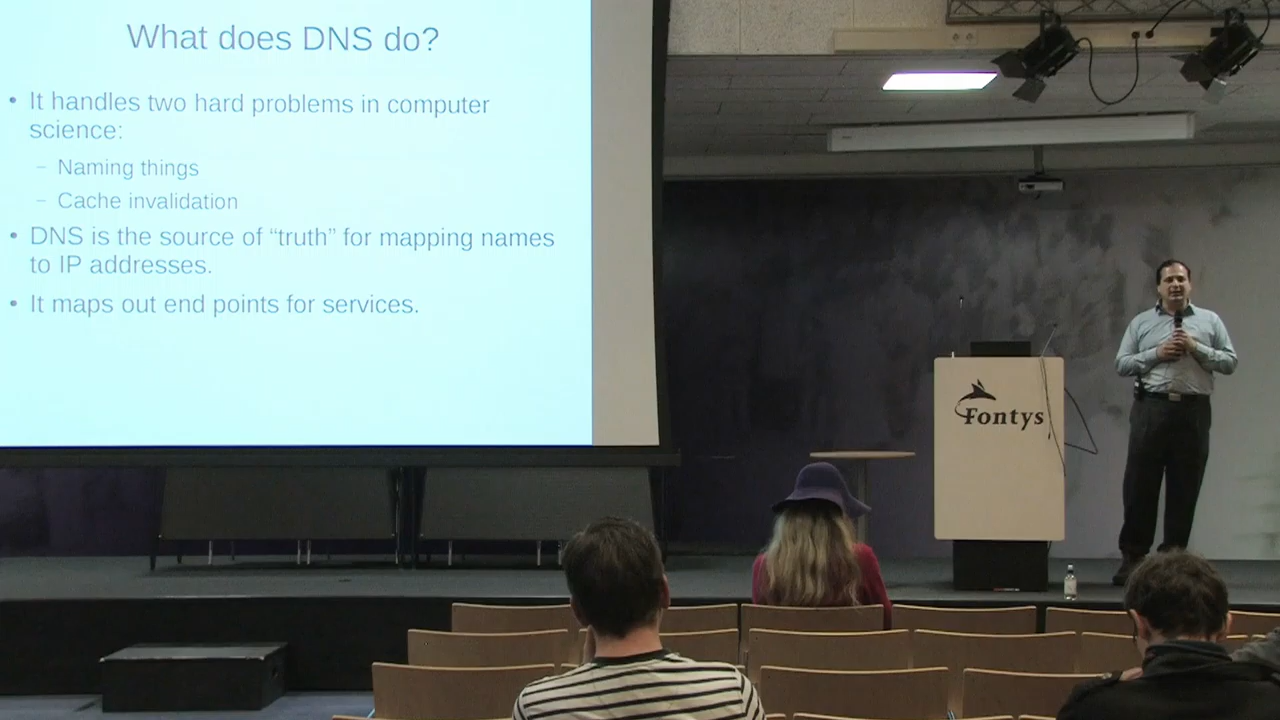 What does DNS do?
• It handles two hard problems in computer
science:
– Naming things
– Cache invalidation
• DNS is the source of “truth” for mapping names
to IP addresses.
• It maps out end points for services.
Fontys